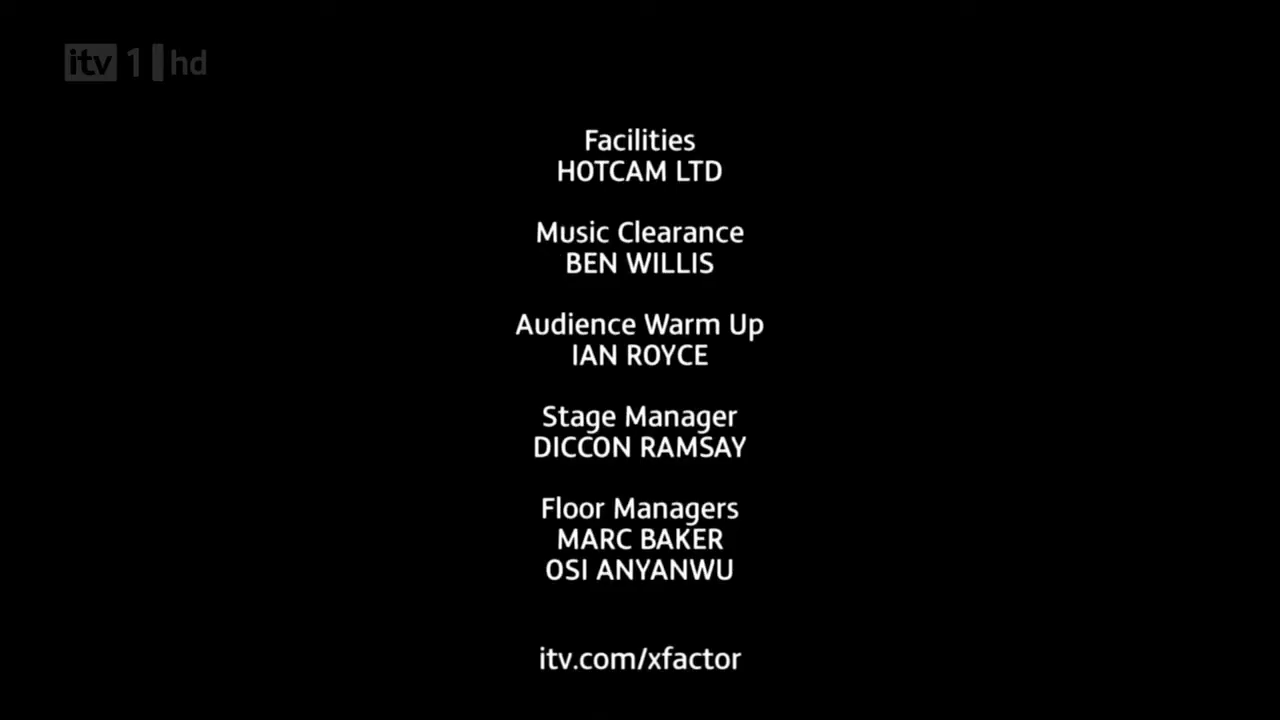 itv 1 hd
Facilities
HOTCAM LTD
Music Clearance
BEN WILLIS
Audience Warm Up
IAN ROYCE
Stage Manager
DICCON RAMSAY
Floor Managers
MARC BAKER
OSI ANYANWU
itv.com/xfactor